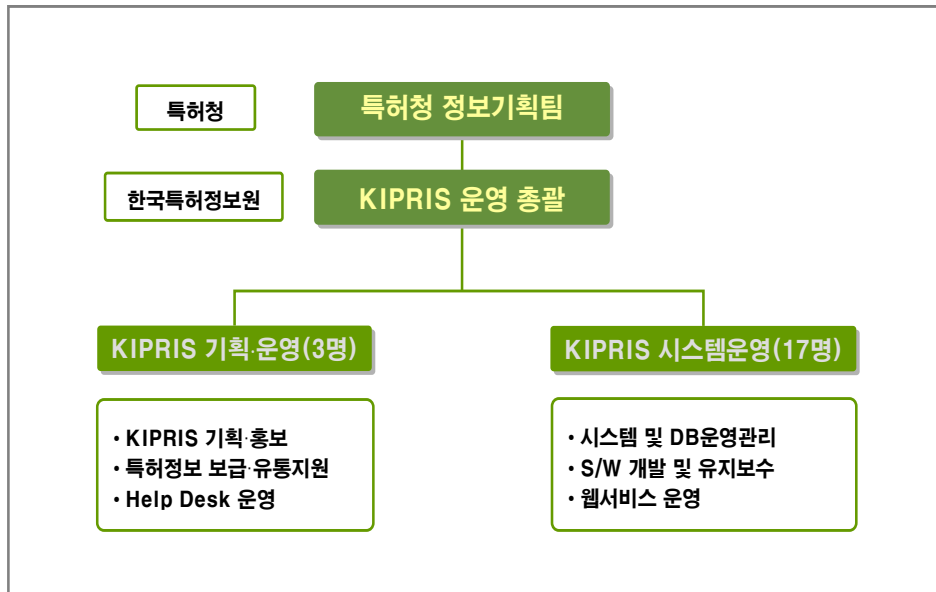 특허청
특허청 정보기획팀
한국특허정보원
KIPRIS 운영 총괄
KIPRIS 기획·운영(3명)
KIPRIS 시스템운영(17명)
• KIPRIS 기획·홍보
• 특허정보 보급·유통지원
• Help Desk 운영
• 시스템 및 DB운영관리
• S/W 개발 및 유지보수
• 웹서비스 운영